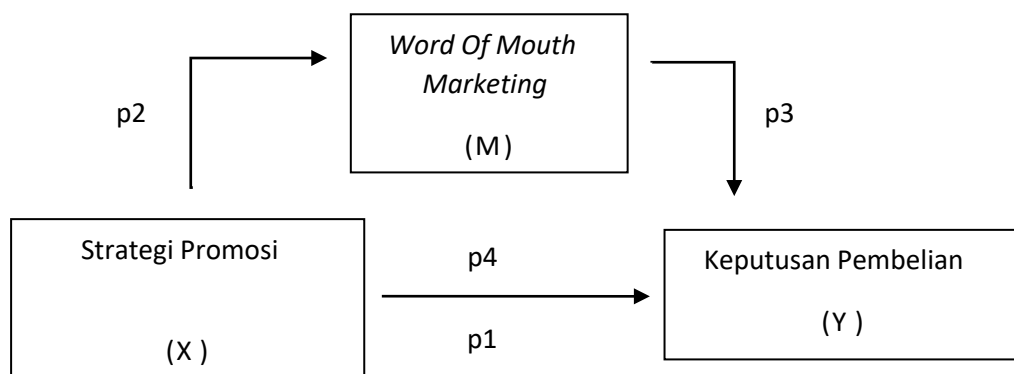 Word Of Mouth
Marketing
(M)
p2
p3
Strategi Promosi
(X )
p4
p1
Keputusan Pembelian
(Y )